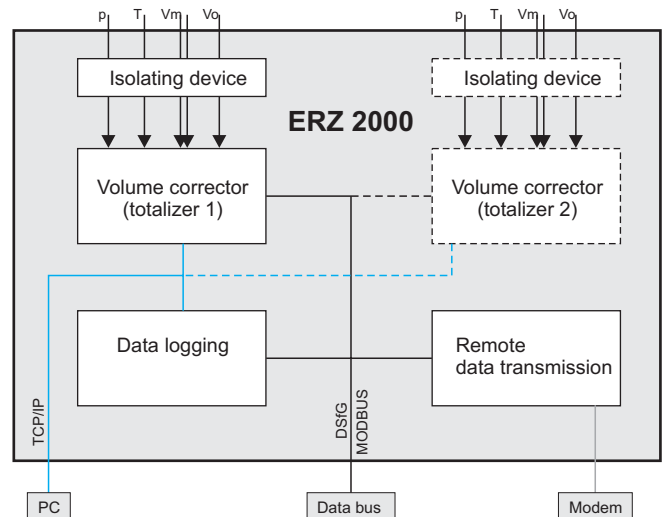 p T Vm Vo
p T Vm Vo
Isolating device
Isolating device
ERZ 2000
Volume corrector
(totalizer 1)
Volume corrector
(totalizer 2)
Data logging
Remote
data transmission
TCP/IP
DSfG
MODBUS
PC
Data bus
Modem